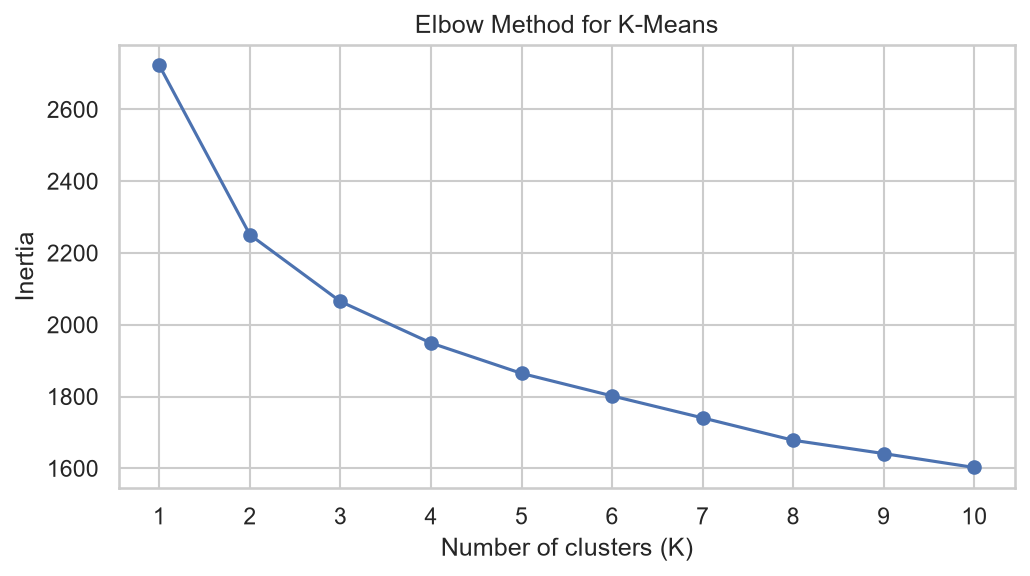 Elbow Method for K-Means
Inertia
2600
2400
2200
2000
1800
1600
1 2 3 4 5 6 7 8 9 10
Number of clusters (K)